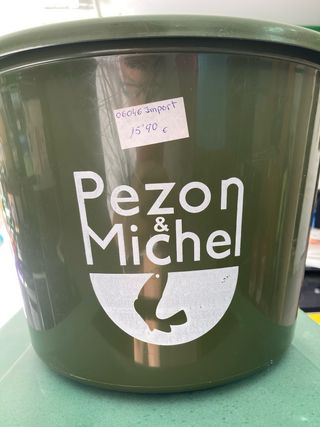 06046 Import
15'90 €
Pezon
&
Michel